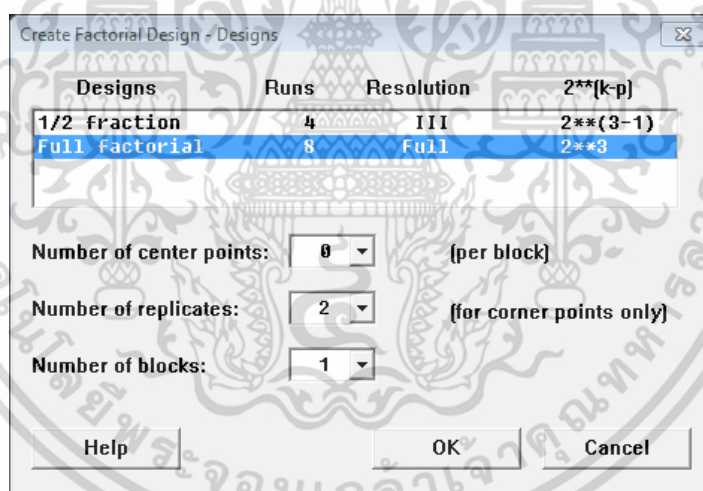 Create Factorial Design - Designs
Designs Runs Resolution 2**(k-p)
1/2 fraction 4 III 2**(3-1)
Full factorial 8 Full 2**3
Number of center points: 0 (per block)
Number of replicates: 2 (for corner points only)
Number of blocks: 1
Help OK Cancel